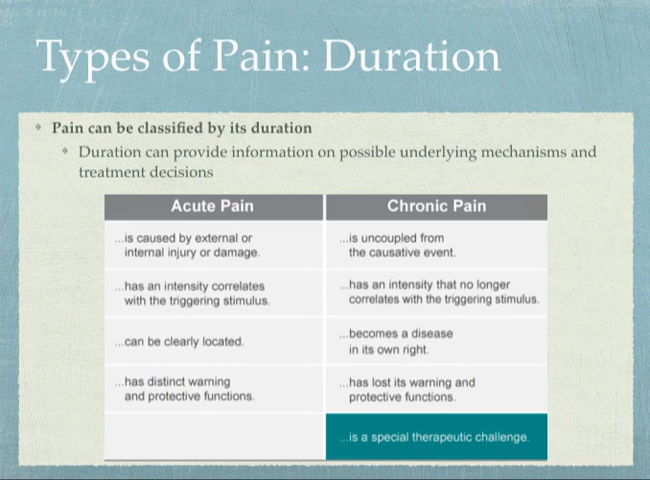 Types of Pain: Duration
Pain can be classified by its duration
Duration can provide information on possible underlying mechanisms and
treatment decisions
Acute Pain
Chronic Pain
...is caused by external or
internal injury or damage.
...is uncoupled from
the causative event.
...has an intensity correlates
with the triggering stimulus.
...has an intensity that no longer
correlates with the triggering stimulus.
...can be clearly located.
...becomes a disease
in its own right.
...has distinct warning
and protective functions.
...has lost its warning and
protective functions.
...is a special therapeutic challenge.